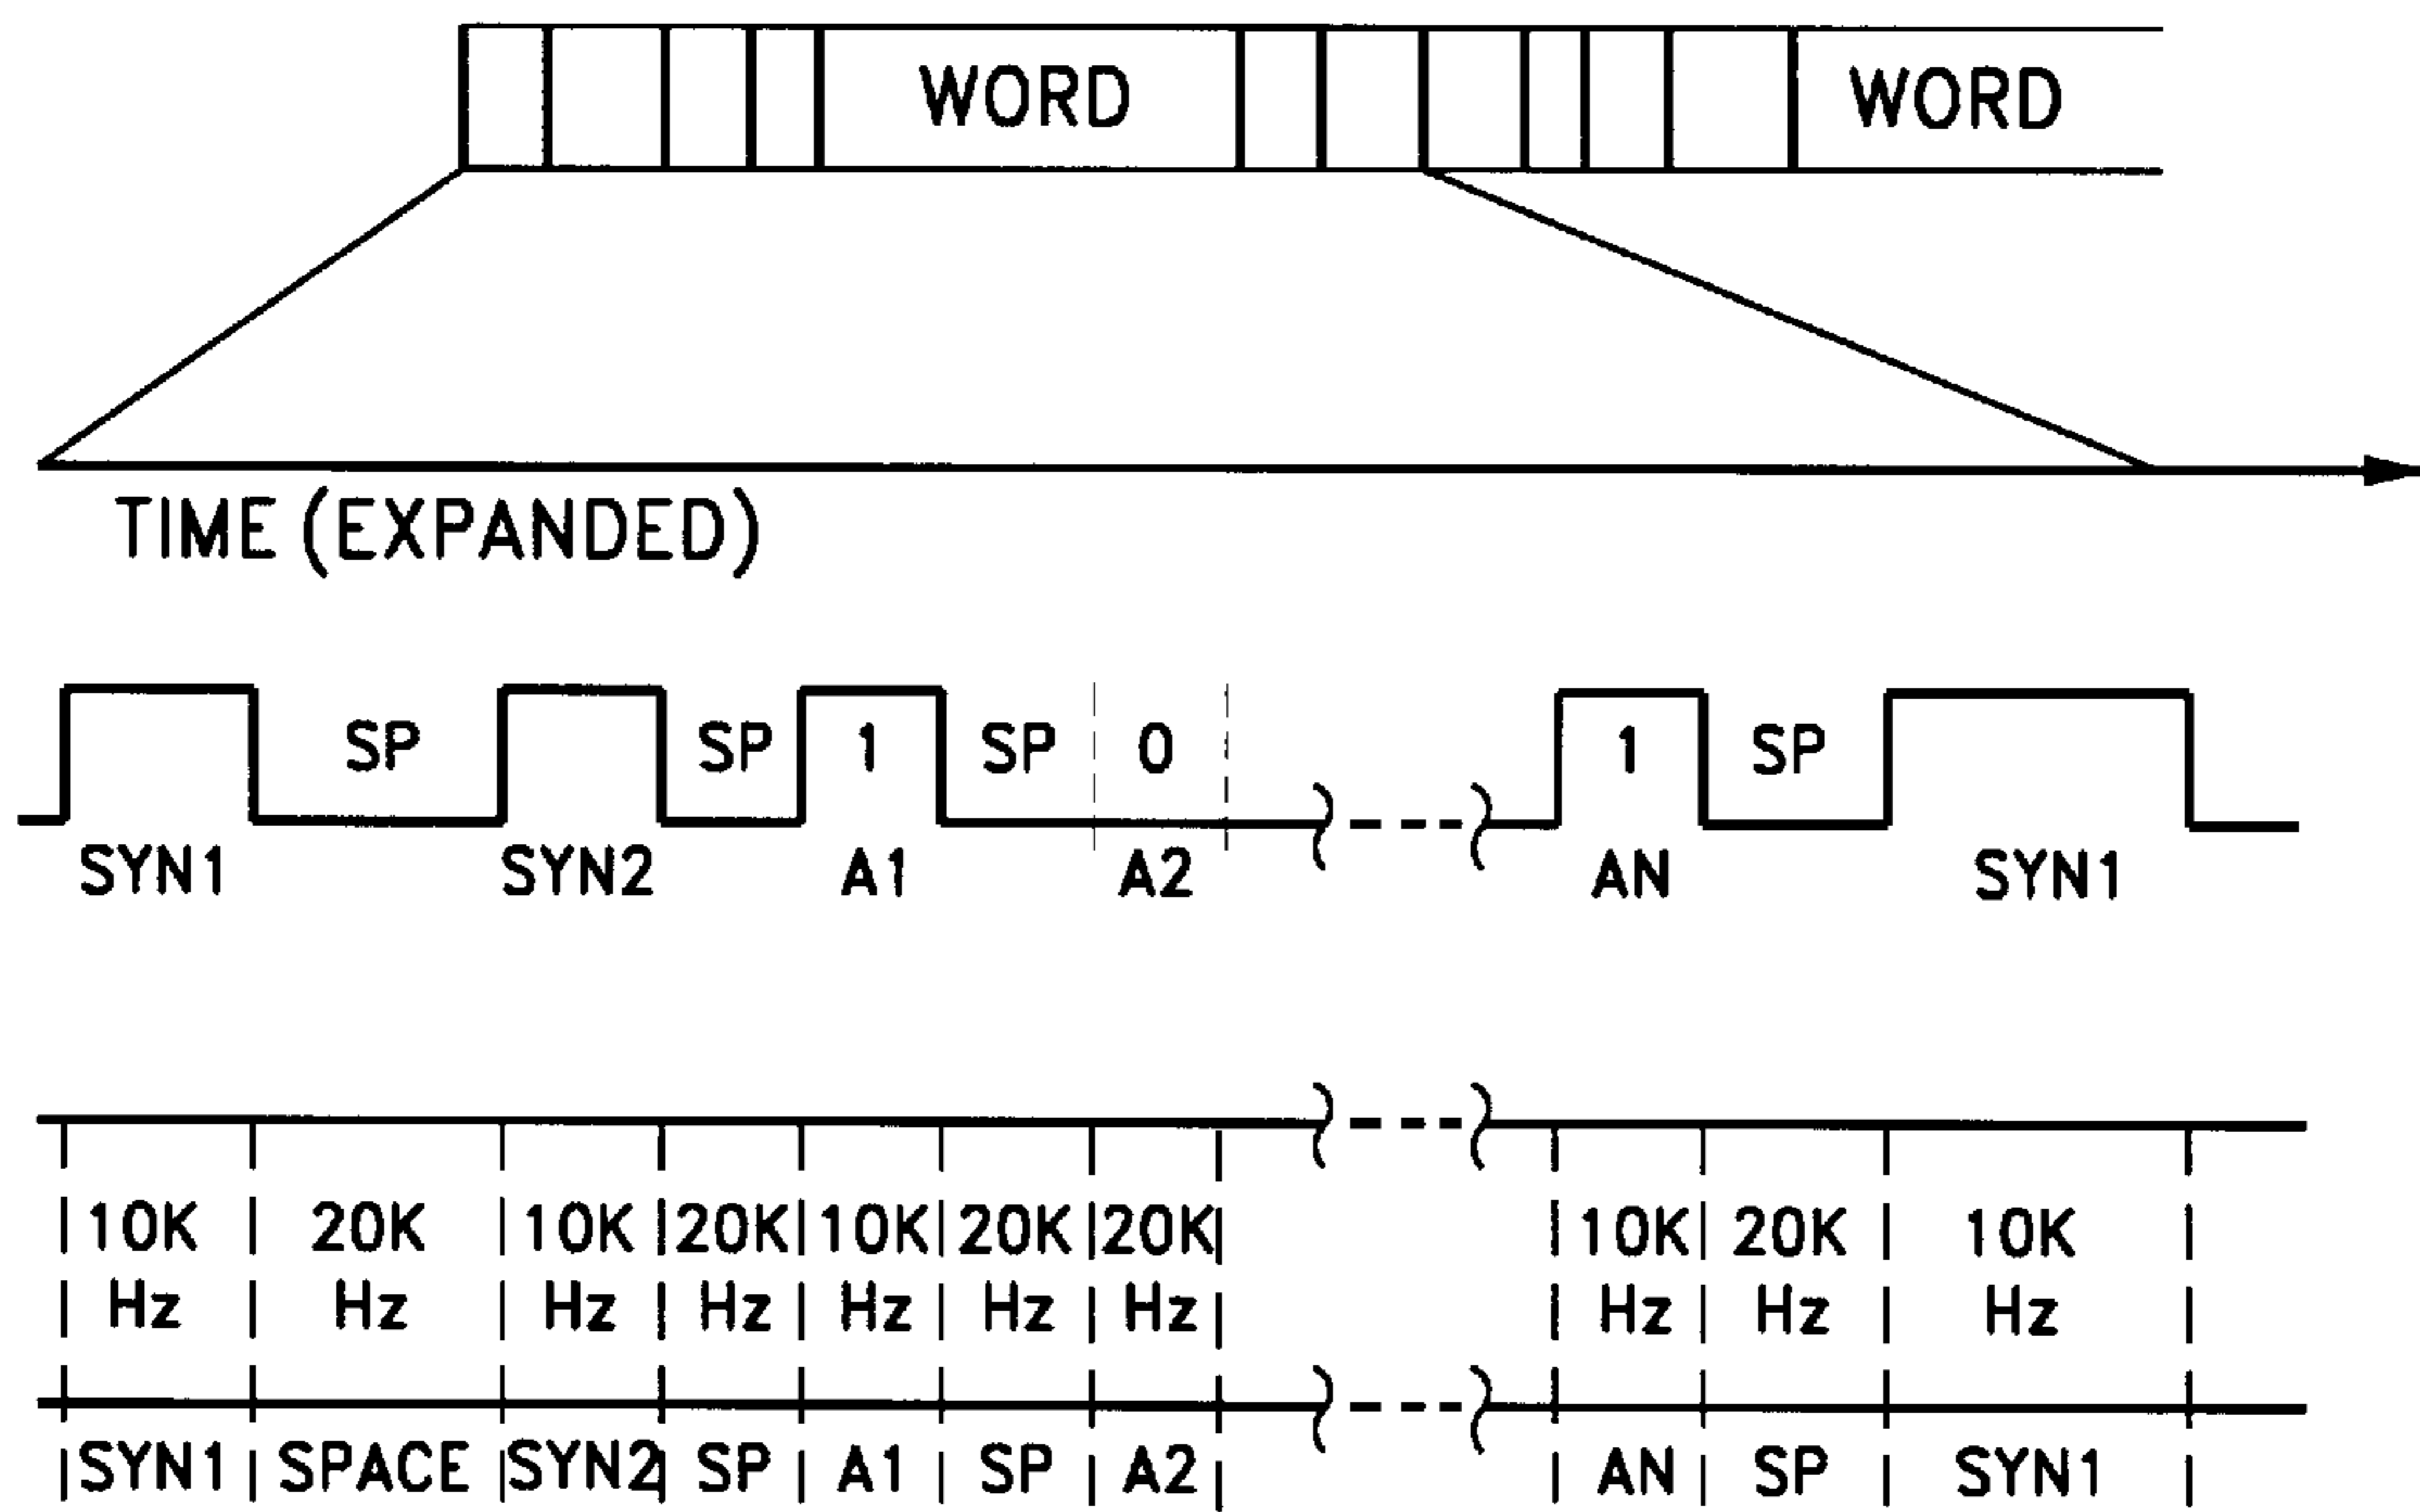 WORD WORD
TIME (EXPANDED)
SP SP 1 SP 0 1 SP
SYN1 SYN2 A1 A2 AN SYN1
10K 20K 10K 20K 10K 20K 20K 10K 20K 10K
Hz Hz Hz Hz Hz Hz Hz Hz Hz Hz
SYN1 SPACE SYN2 SP A1 SP A2 AN SP SYN1